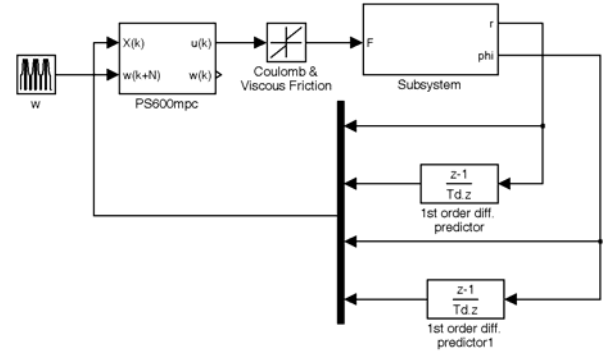 w
X(k)
w(k+N)
u(k)
w(k)
PS600mpc
Coulomb &
Viscous Friction
F
r
phi
Subsystem
z-1
Td.z
1st order diff.
predictor
z-1
Td.z
1st order diff.
predictor1